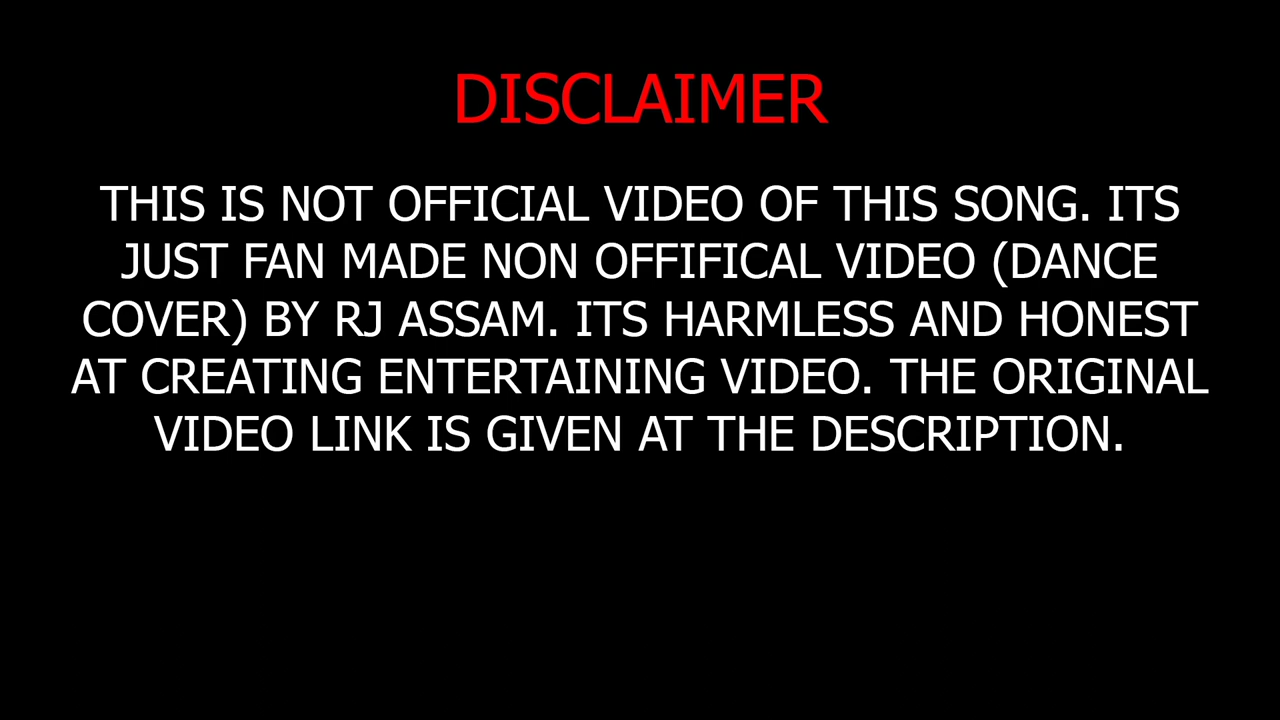 DISCLAIMER
THIS IS NOT OFFICIAL VIDEO OF THIS SONG. ITS
JUST FAN MADE NON OFFIFICAL VIDEO (DANCE
COVER) BY RJ ASSAM. ITS HARMLESS AND HONEST
AT CREATING ENTERTAINING VIDEO. THE ORIGINAL
VIDEO LINK IS GIVEN AT THE DESCRIPTION.